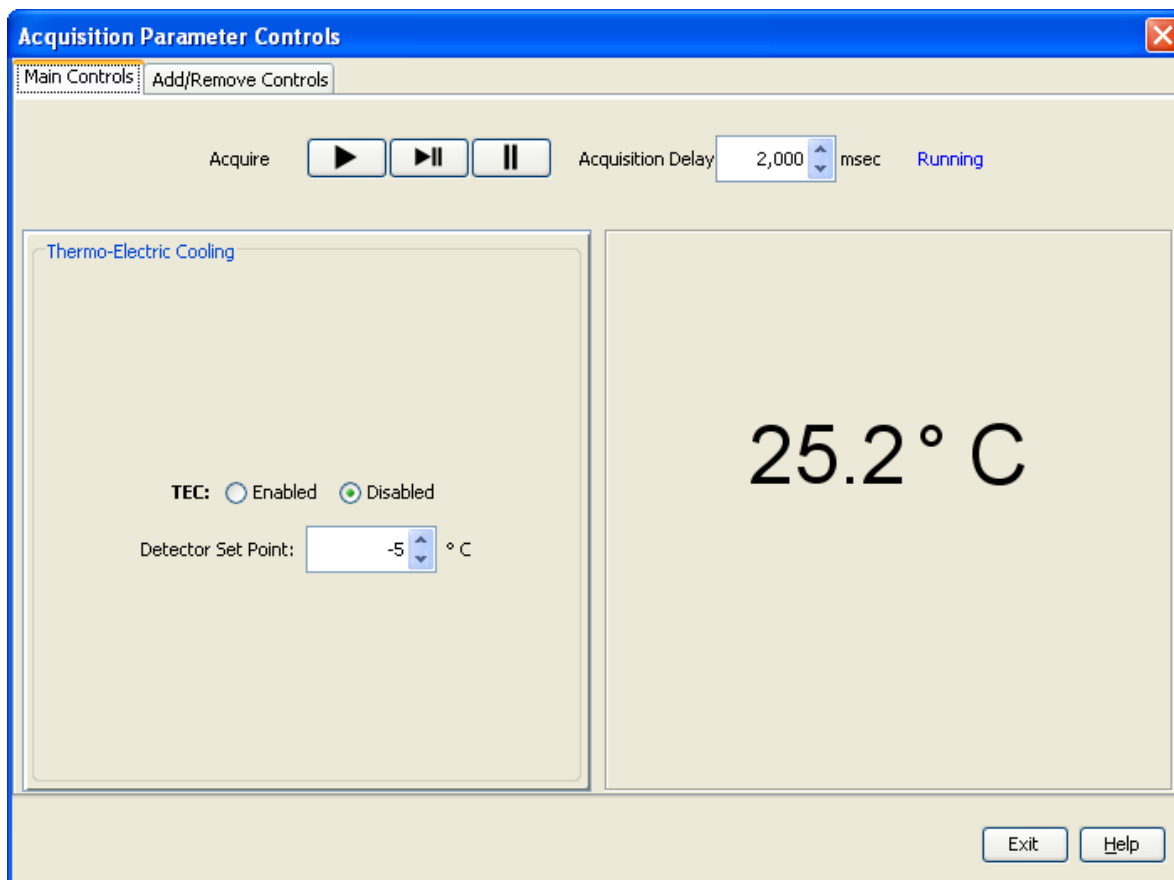 Acquisition Parameter Controls
Main Controls Add/Remove Controls
Acquire Acquisition Delay 2,000 msec Running
Thermo-Electric Cooling
25.2° C
TEC: Enabled Disabled
Detector Set Point: -5 ° C
Exit Help